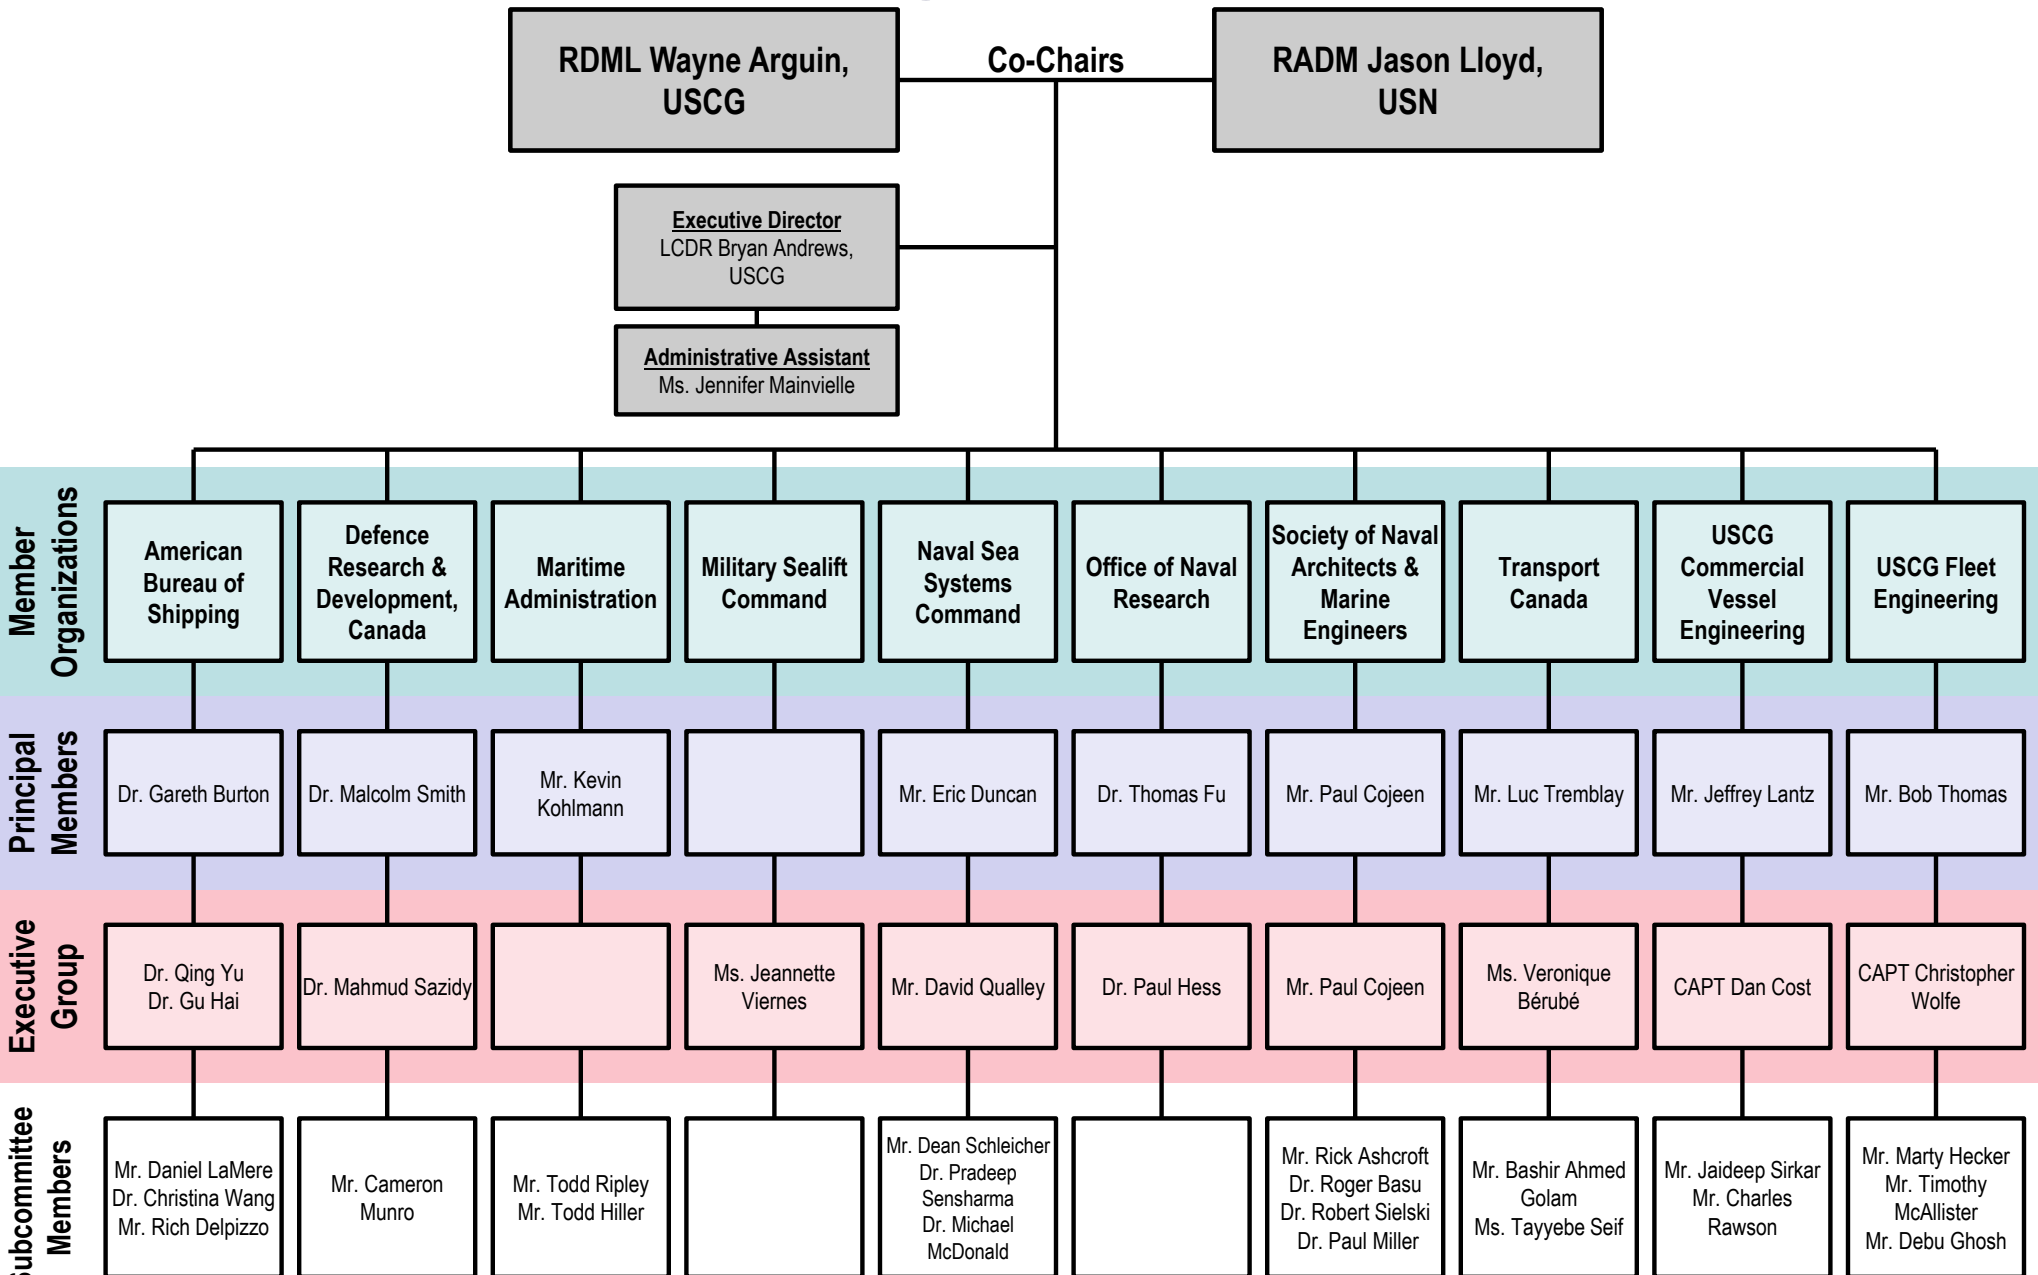 RDML Wayne Arguin,
USCG
Co-Chairs
RADM Jason Lloyd,
USN
Executive Director
LCDR Bryan Andrews,
USCG
Administrative Assistant
Ms. Jennifer Mainvielle
Member
Organizations
American
Bureau of
Shipping
Defence
Research &
Development,
Canada
Maritime
Administration
Military Sealift
Command
Naval Sea
Systems
Command
Office of Naval
Research
Society of Naval
Architects &
Marine
Engineers
Transport
Canada
USCG
Commercial
Vessel
Engineering
USCG Fleet
Engineering
Principal
Members
Dr. Gareth Burton
Dr. Malcolm Smith
Mr. Kevin
Kohlmann
Mr. Eric Duncan
Dr. Thomas Fu
Mr. Paul Cojeen
Mr. Luc Tremblay
Mr. Jeffrey Lantz
Mr. Bob Thomas
Executive
Group
Dr. Qing Yu
Dr. Gu Hai
Dr. Mahmud Sazidy
Ms. Jeannette
Viernes
Mr. David Qualley
Dr. Paul Hess
Mr. Paul Cojeen
Ms. Veronique
Bérubé
CAPT Dan Cost
CAPT Christopher
Wolfe
Subcommittee
Members
Mr. Daniel LaMere
Dr. Christina Wang
Mr. Rich Delpizzo
Mr. Cameron
Munro
Mr. Todd Ripley
Mr. Todd Hiller
Mr. Dean Schleicher
Dr. Pradeep
Sensharma
Dr. Michael
McDonald
Mr. Rick Ashcroft
Dr. Roger Basu
Dr. Robert Sielski
Dr. Paul Miller
Mr. Bashir Ahmed
Golam
Ms. Tayyebe Seif
Mr. Jaideep Sirkar
Mr. Charles
Rawson
Mr. Marty Hecker
Mr. Timothy
McAllister
Mr. Debu Ghosh